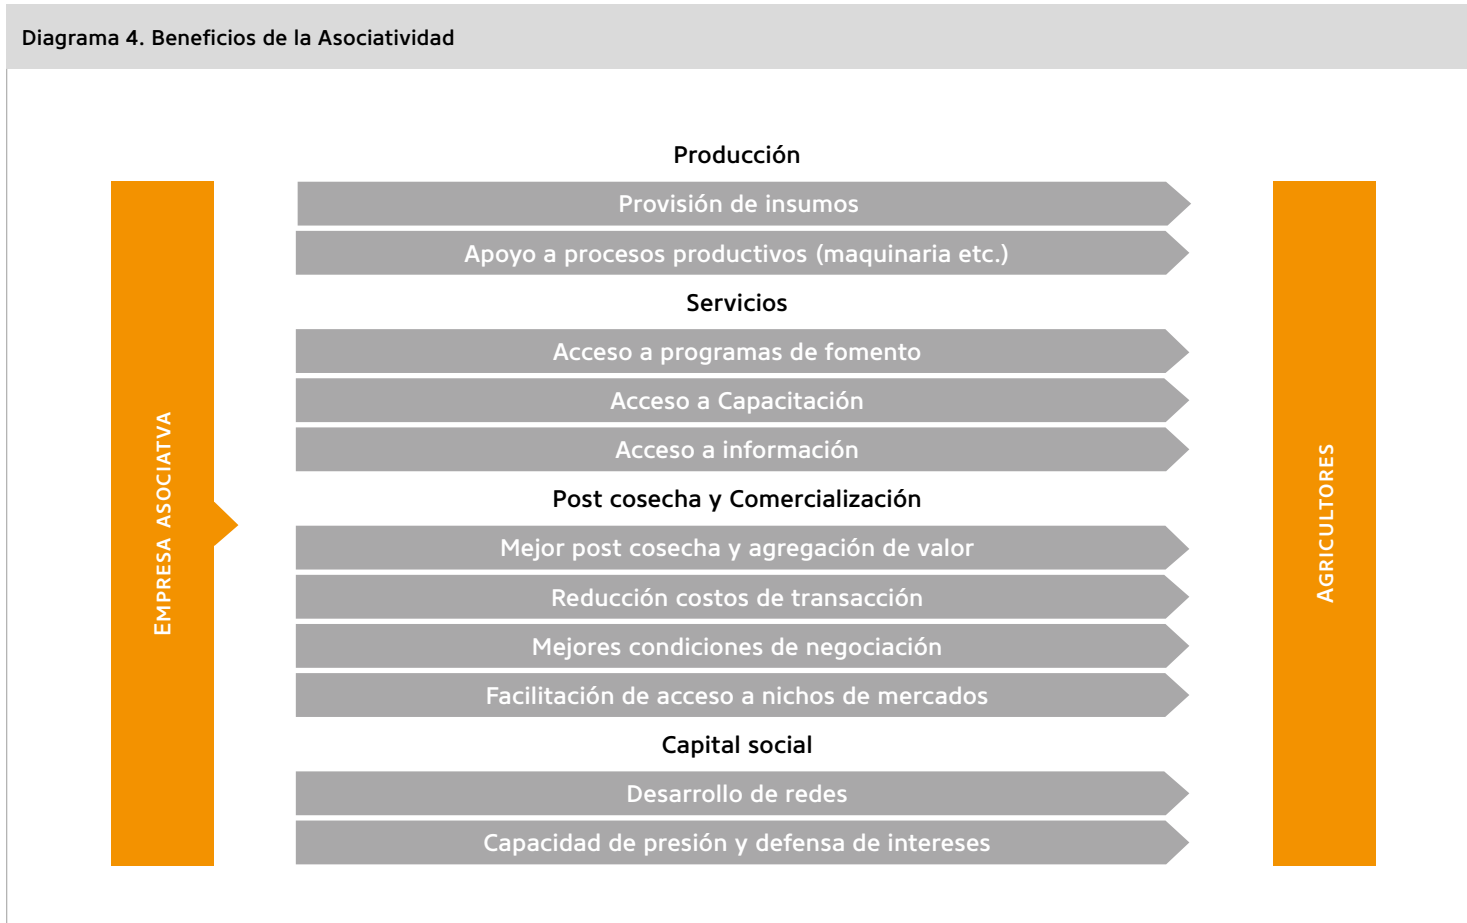 Diagrama 4. Beneficios de la Asociatividad
Producción
Provisión de insumos
Apoyo a procesos productivos (maquinaria etc.)
Servicios
Acceso a programas de fomento
Acceso a Capacitación
Acceso a información
Post cosecha y Comercialización
Mejor post cosecha y agregación de valor
Reducción costos de transacción
Mejores condiciones de negociación
Facilitación de acceso a nichos de mercados
Capital social
Desarrollo de redes
Capacidad de presión y defensa de intereses
EMPRESA ASOCIATVA
AGRICULTORES